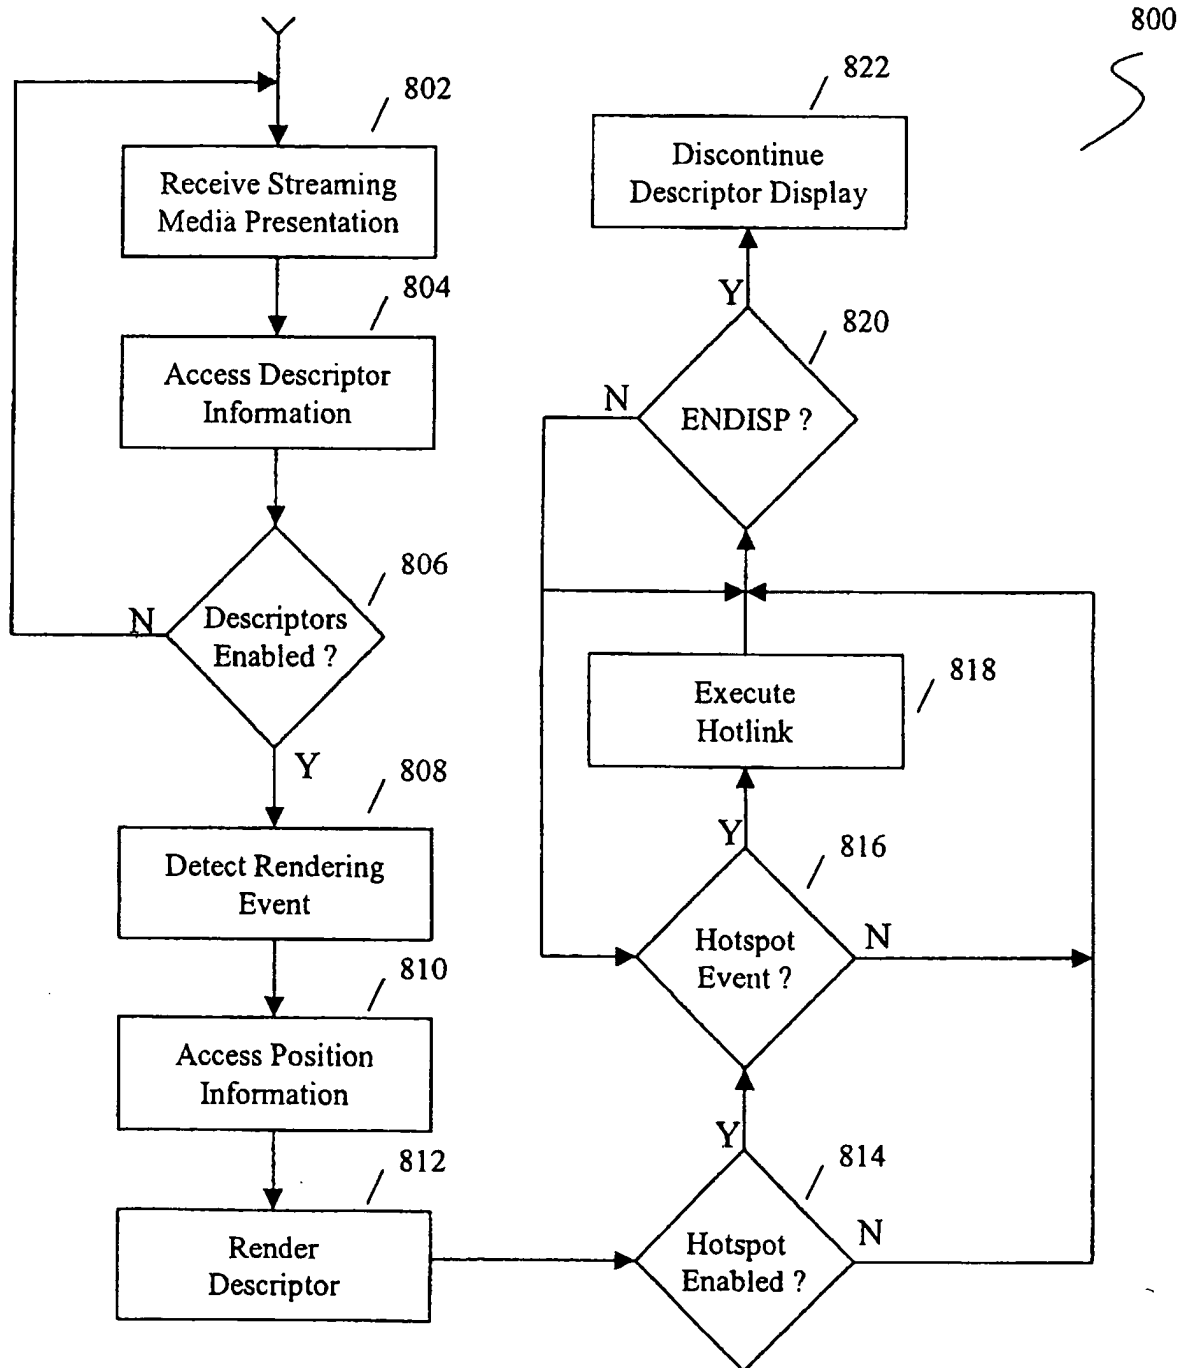 800
802
Receive Streaming
Media Presentation
804
Access Descriptor
Information
806
Descriptors
Enabled ?
N
Y
808
Detect Rendering
Event
810
Access Position
Information
812
Render
Descriptor
814
Hotspot
Enabled ?
N
Y
816
Hotspot
Event ?
N
Y
818
Execute
Hotlink
820
ENDISP ?
N
Y
822
Discontinue
Descriptor Display